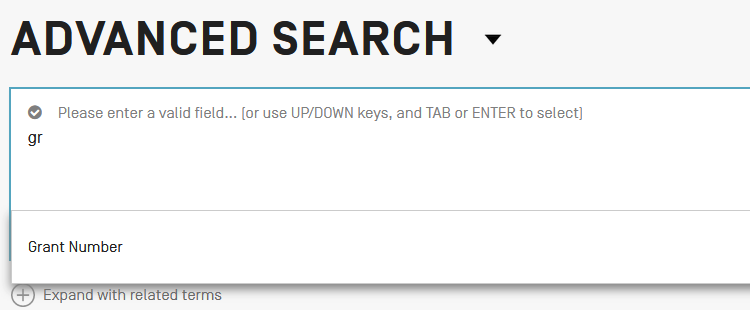 ADVANCED SEARCH
Please enter a valid field... [or use UP/DOWN keys, and TAB or ENTER to select]
gr
Grant Number
Expand with related terms